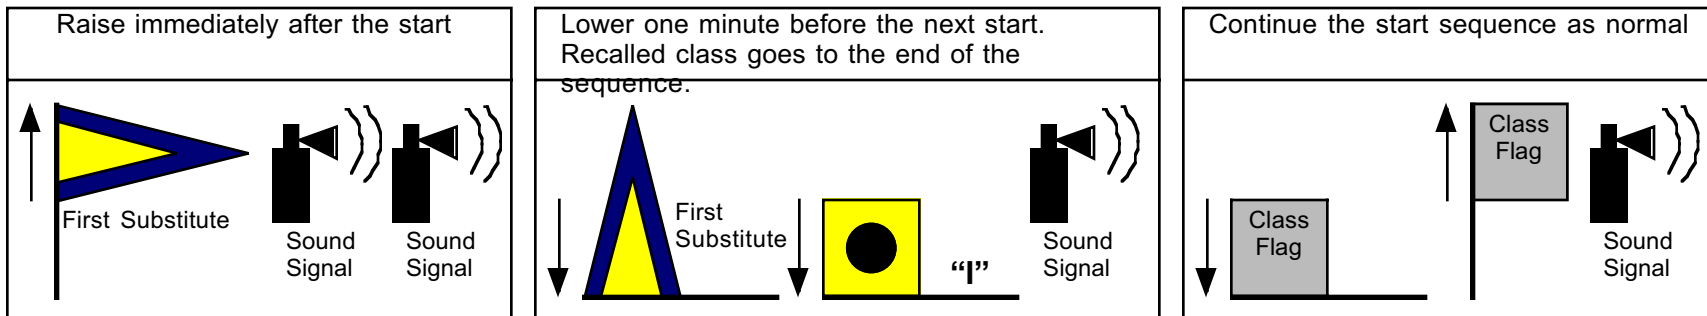 Raise immediately after the start
First Substitute
Sound
Signal
Sound
Signal
Lower one minute before the next start.
Recalled class goes to the end of the
sequence.
First
Substitute
“I”
Sound
Signal
Continue the start sequence as normal
Class
Flag
Class
Flag
Sound
Signal